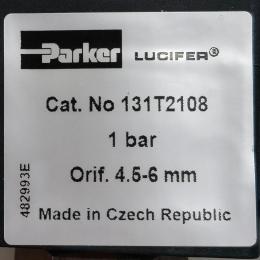 Parker LUCIFER®
Cat. No 131T2108
1 bar
Orif. 4.5-6 mm
482993E
Made in Czech Republic